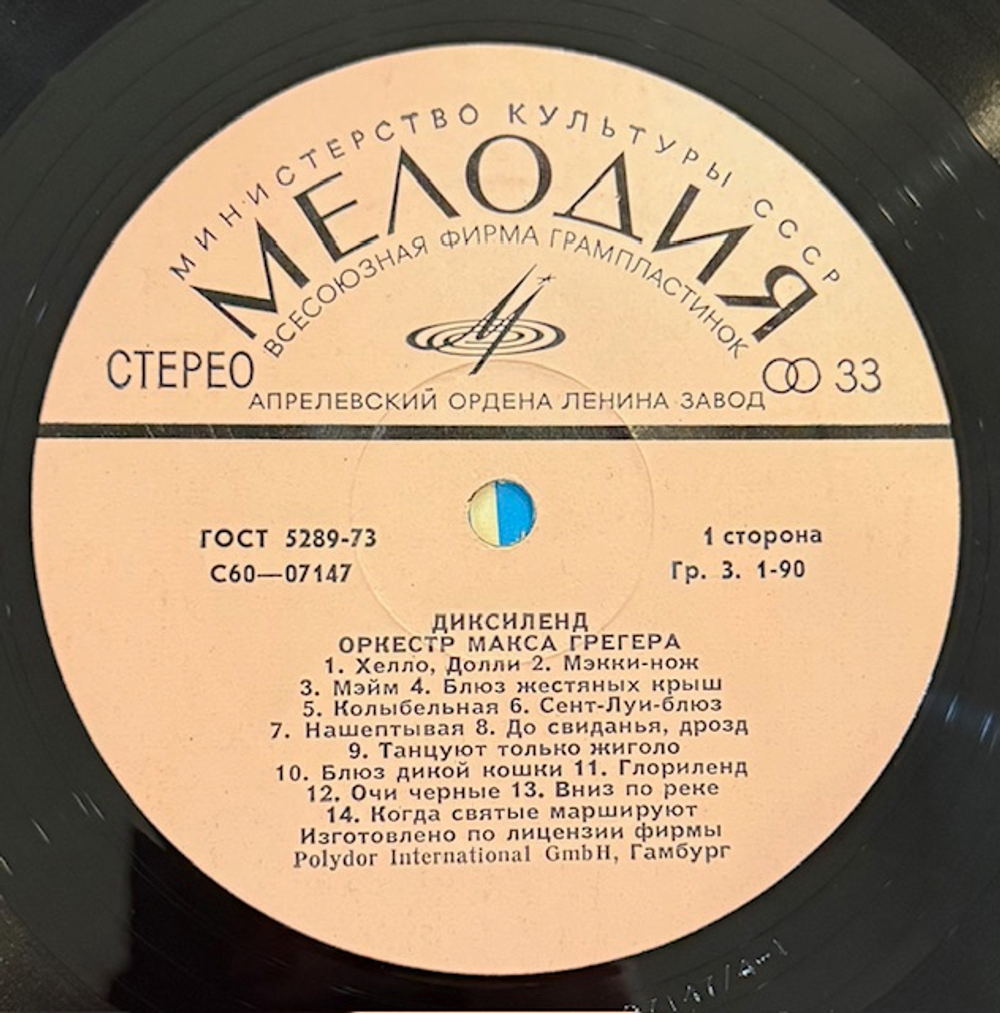 МИНИСТЕРСТВО КУЛЬТУРЫ СССР
МЕЛОДИЯ
ВСЕСОЮЗНАЯ ФИРМА ГРАМПЛАСТИНОК
СТЕРЕО
33
АПРЕЛЕВСКИЙ ОРДЕНА ЛЕНИНА ЗАВОД
ГОСТ 5289-73
1 сторона
С60—07147
Гр. 3. 1-90
ДИКСИЛЕНД
ОРКЕСТР МАКСА ГРЕГЕРА
1. Хелло, Долли 2. Мэкки-нож
3. Мэйм 4. Блюз жестяных крыш
5. Колыбельная 6. Сент-Луи-блюз
7. Нашептывая 8. До свиданья, дрозд
9. Танцуют только жиголо
10. Блюз дикой кошки 11. Глориленд
12. Очи черные 13. Вниз по реке
14. Когда святые маршируют
Изготовлено по лицензии фирмы
Polydor International GmbH, Гамбург